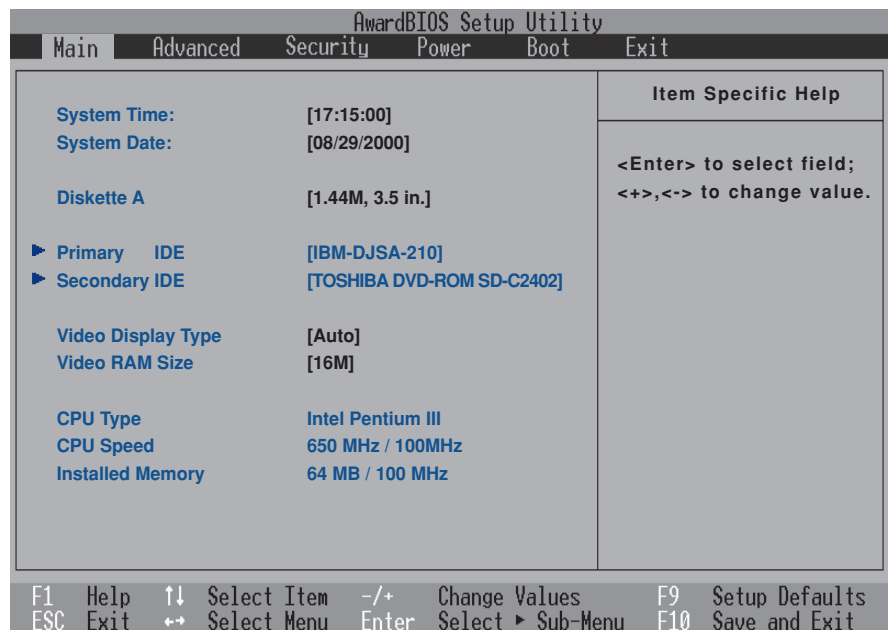 AwardBIOS Setup Utility
Main Advanced Security Power Boot Exit
Item Specific Help
System Time: [17:15:00]
System Date: [08/29/2000]
<Enter> to select field;
<+>,<-> to change value.
Diskette A [1.44M, 3.5 in.]
Primary IDE [IBM-DJSA-210]
Secondary IDE [TOSHIBA DVD-ROM SD-C2402]
Video Display Type [Auto]
Video RAM Size [16M]
CPU Type Intel Pentium III
CPU Speed 650 MHz / 100MHz
Installed Memory 64 MB / 100 MHz
F1 Help ↑↓ Select Item -/+ Change Values F9 Setup Defaults
ESC Exit ←→ Select Menu Enter Select ▶ Sub-Menu F10 Save and Exit